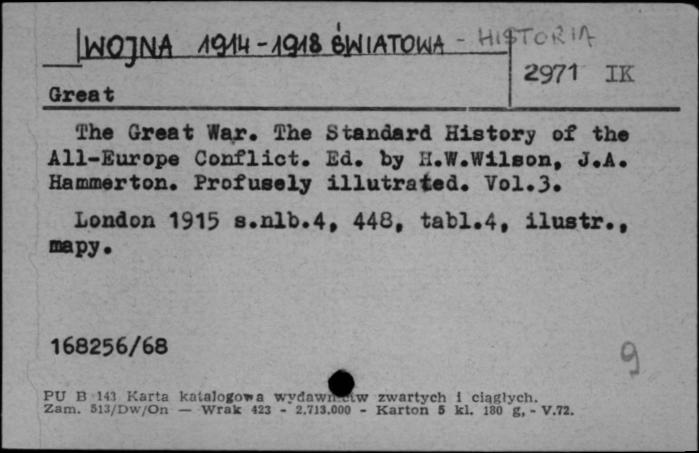 WOJNA 1914-1918 ŚWIATOWA - HISTORIA
2971 IK
Great
The Great War. The Standard History of the
All-Europe Conflict. Ed. by H.W.Wilson, J.A.
Hammerton. Profusely illutrated. Vol.3.
London 1915 s.nlb.4, 448, tabl.4, ilustr.,
mapy.
168256/68
9
PU B 143 Karta katalogowa wydawnictw zwartych i ciągłych.
Zam. 513/Dw/On — Wrak 423 - 2.713.000 - Karton 5 kl. 180 g, - V.72.